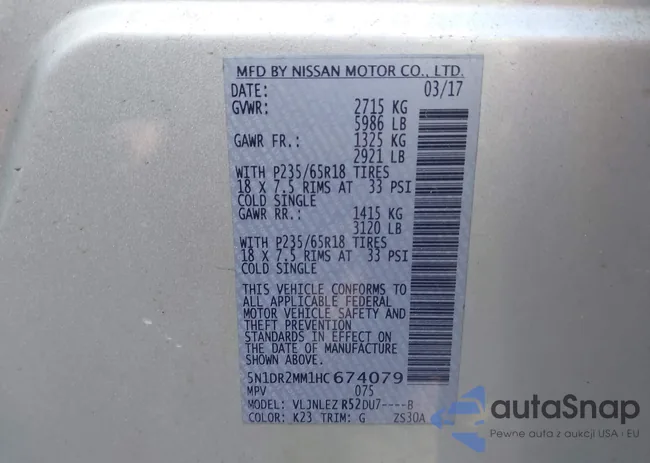 MFD BY NISSAN MOTOR CO., LTD.
DATE: 03/17
GVWR: 2715 KG
5986 LB
GAWR FR.: 1325 KG
2921 LB
WITH P235/65R18 TIRES
18 X 7.5 RIMS AT 33 PSI
COLD SINGLE
GAWR RR.: 1415 KG
3120 LB
WITH P235/65R18 TIRES
18 X 7.5 RIMS AT 33 PSI
COLD SINGLE
THIS VEHICLE CONFORMS TO
ALL APPLICABLE FEDERAL
MOTOR VEHICLE SAFETY AND
THEFT PREVENTION
STANDARDS IN EFFECT ON
THE DATE OF MANUFACTURE
SHOWN ABOVE.
5N1DR2MM1HC674079
MPV 075
MODEL: VLJNLEZ R52DU7----B
COLOR: K23 TRIM: G ZS30A
autoSnap
Pewne auta z aukcji USA i EU